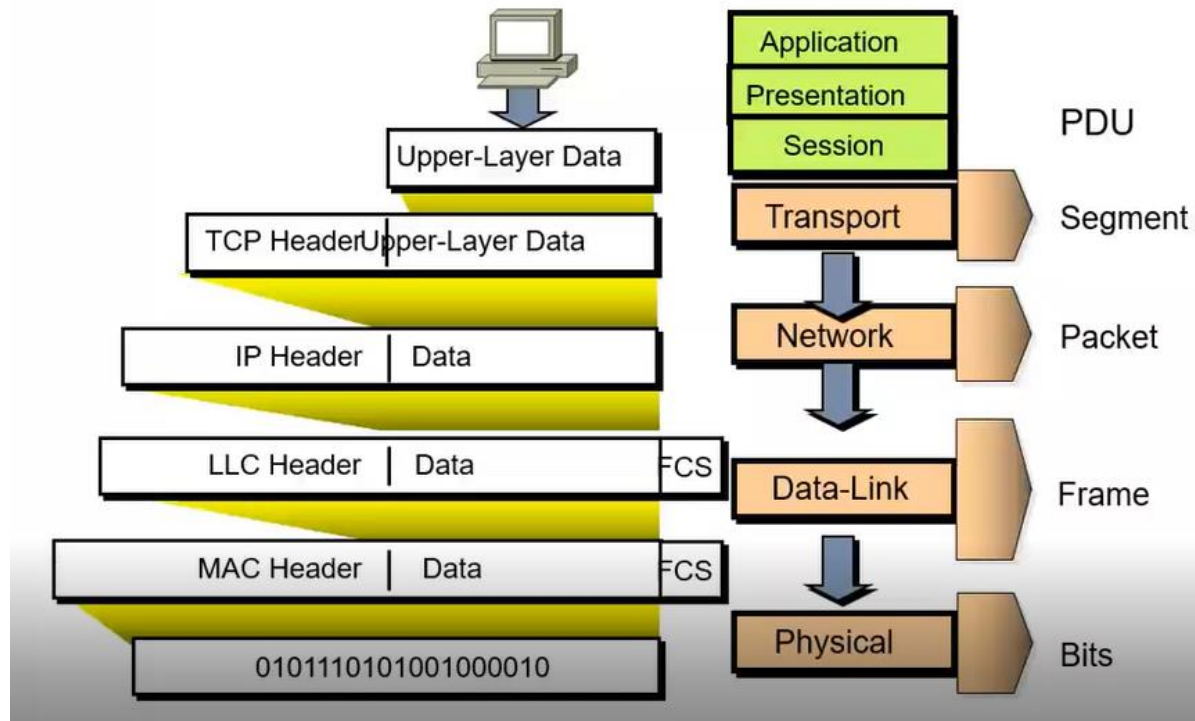 Application
Presentation
PDU
Session
Upper-Layer Data
Transport
Segment
TCP Header Upper-Layer Data
Network
Packet
IP Header Data
LLC Header Data FCS
Data-Link
Frame
MAC Header Data FCS
Physical
Bits
0101110101001000010